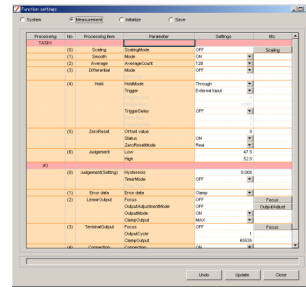 Function settings
System Measurement Initialize Save
Processing No Processing item Parameter Settings Etc
TASK1
(0) Scaling ScalingMode OFF Scaling
(1) Smooth Mode ON
(2) Average AverageCount 128
(3) Differential Mode OFF
(4) Hold HoldMode Through
Trigger External input
TriggerDelay OFF
(5) ZeroReset Offset value 0
Status ON
ZeroResetMode Real
(6) Judgement Low 47.5
High 52.5
I/O
(0) Judgement(Setting) Hysteresis 0.005
TimerMode OFF
(1) Error data Error data Clamp
(2) LinearOutput Focus OFF Focus
OutputAdjustmentMode OFF OutputAdjust
OutputMode ON
ClampOutput MAX
(3) TerminalOutput Focus OFF Focus
OutputCycle 1
ClampOutput 65535
(4) Connection Connection ON
Undo Update Close